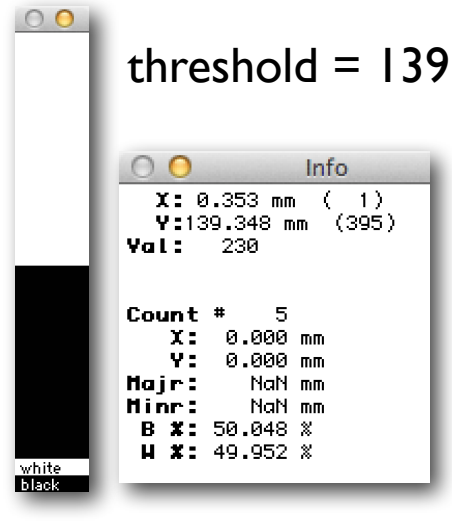 threshold = 139
Info
X: 0.353 mm ( 1)
Y:139.348 mm (395)
Val: 230
Count # 5
X: 0.000 mm
Y: 0.000 mm
Majr: NaN mm
Minr: NaN mm
B %: 50.048 %
W %: 49.952 %
white
black